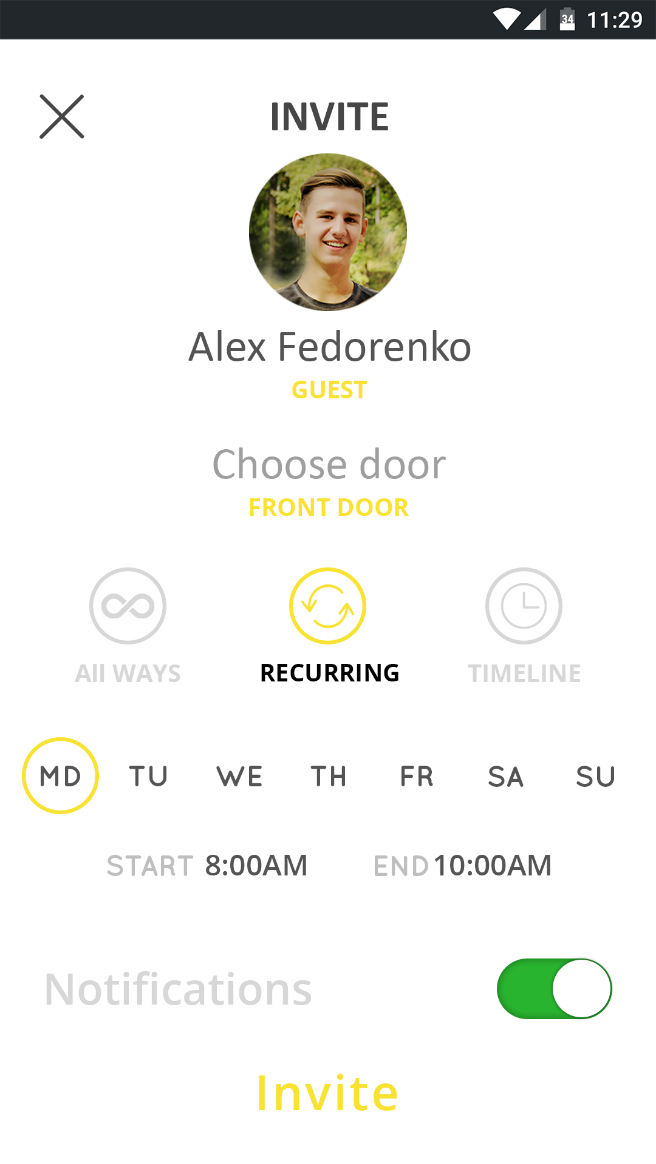 34 11:29
INVITE
Alex Fedorenko
GUEST
Choose door
FRONT DOOR
All WAYS RECURRING TIMELINE
MD TU WE TH FR SA SU
START 8:00AM END 10:00AM
Notifications
Invite